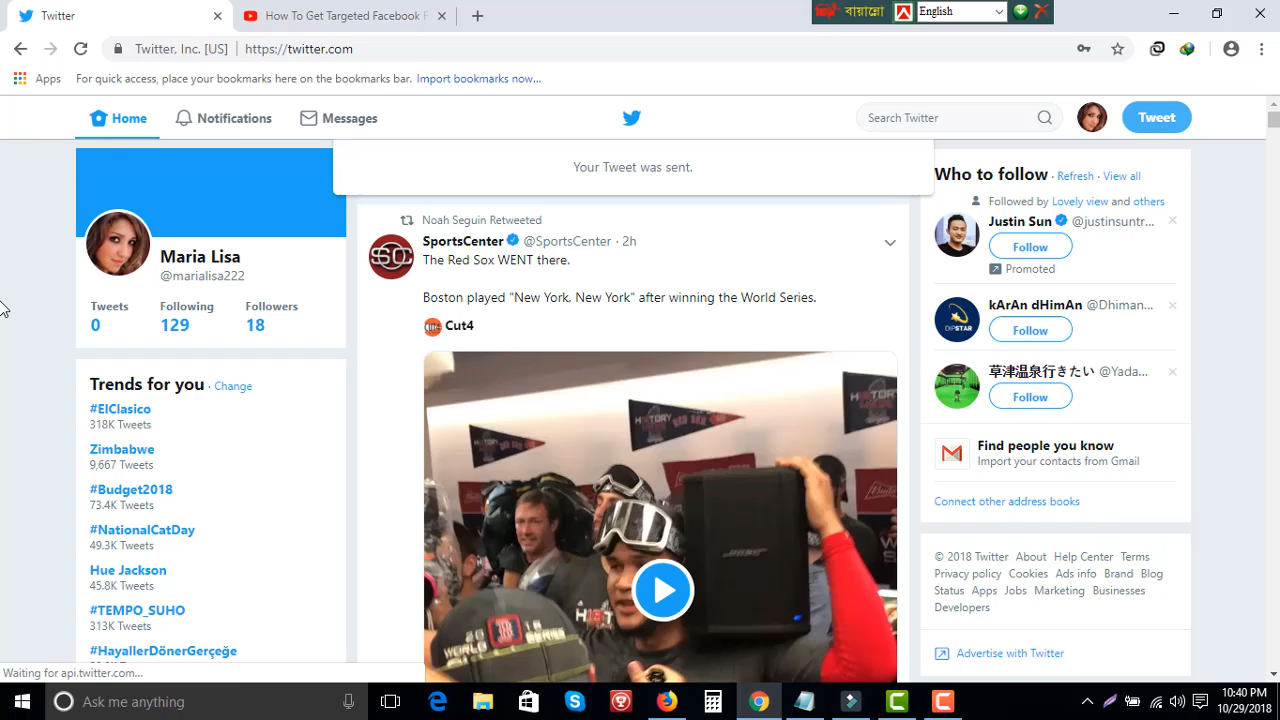 Twitter
How To Get Targeted Facebook F
বায়ান্নো
English
Twitter, Inc. [US]
https://twitter.com
Apps
For quick access, place your bookmarks here on the bookmarks bar. Import bookmarks now...
Home
Notifications
Messages
Search Twitter
Tweet
Your Tweet was sent.
Maria Lisa
@marialisa222
Tweets Following Followers
0 129 18
Trends for you · Change
#ElClasico
318K Tweets
Zimbabwe
9,667 Tweets
#Budget2018
73.4K Tweets
#NationalCatDay
49.3K Tweets
Hue Jackson
45.8K Tweets
#TEMPO_SUHO
313K Tweets
#HayallerDönerGerçeğe
Noah Seguin Retweeted
SportsCenter @SportsCenter · 2h
The Red Sox WENT there.
Boston played "New York, New York" after winning the World Series.
Cut4
Who to follow · Refresh · View all
Followed by Lovely view and others
Justin Sun @justinsuntr...
Follow
Promoted
kArAn dHimAn @Dhiman...
DIPSTAR
Follow
草津温泉行きたい @Yada...
Follow
Find people you know
Import your contacts from Gmail
Connect other address books
© 2018 Twitter About Help Center Terms
Privacy policy Cookies Ads info Brand Blog
Status Apps Jobs Marketing Businesses
Developers
Advertise with Twitter
Waiting for api.twitter.com...
Ask me anything
10:40 PM
10/29/2018